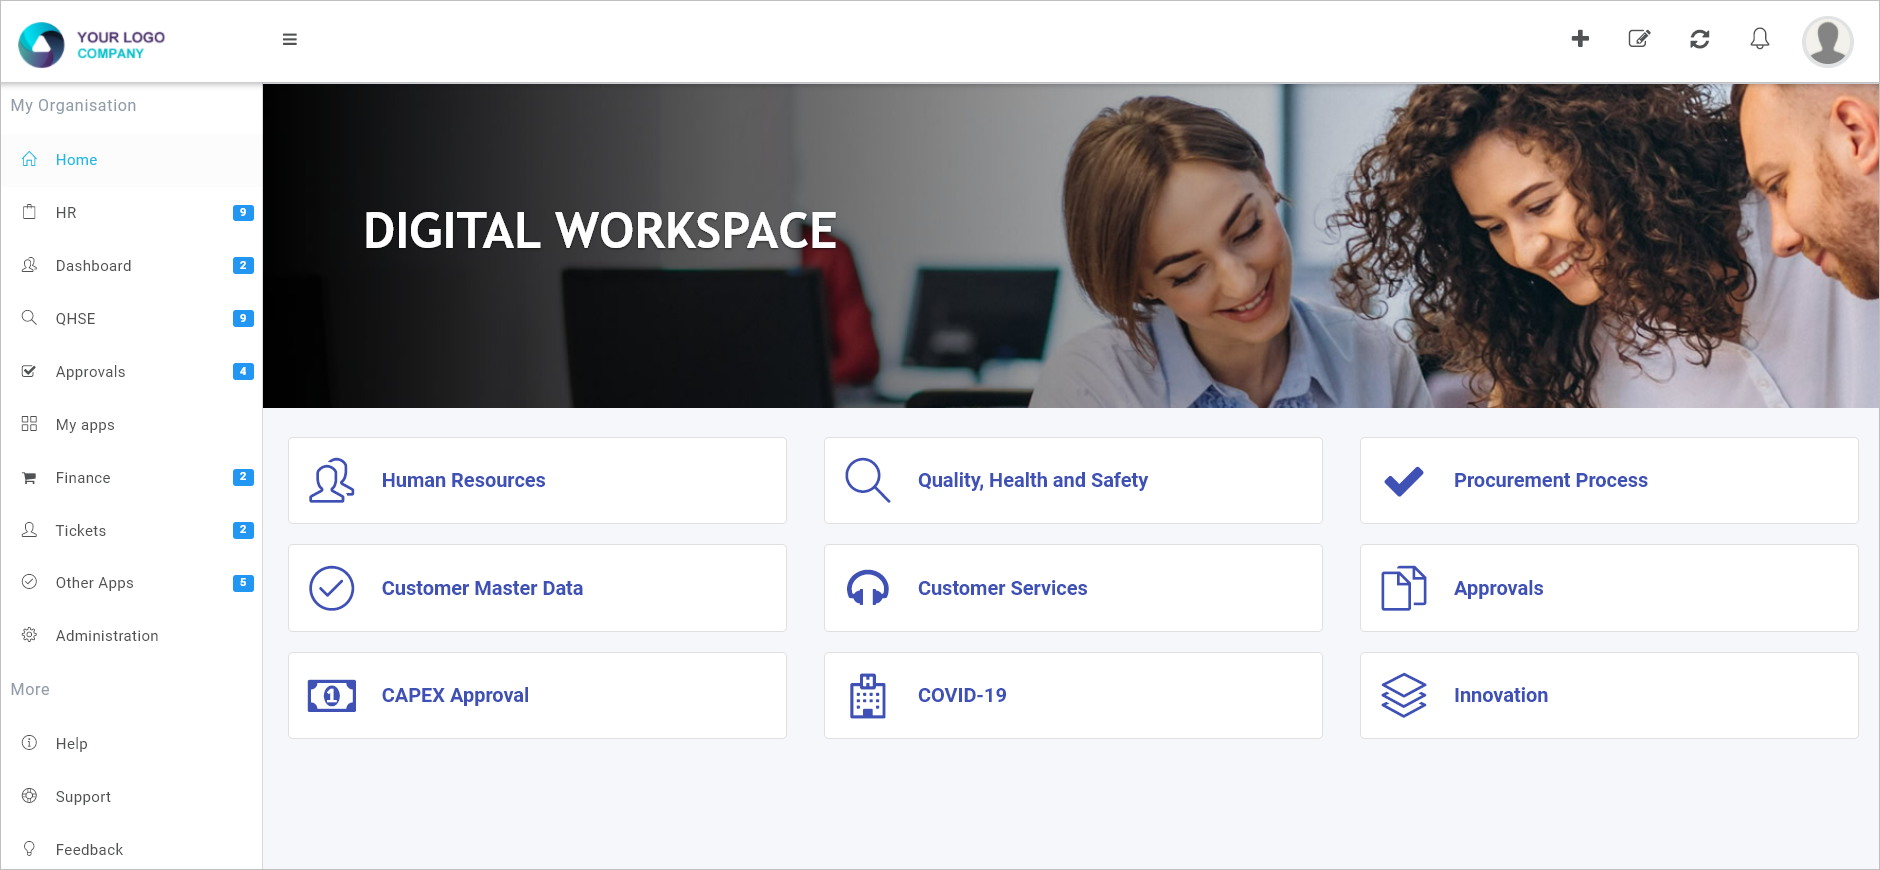 YOUR LOGO
COMPANY
My Organisation
Home
HR 9
Dashboard 2
QHSE 9
Approvals 4
My apps
Finance 2
Tickets 2
Other Apps 5
Administration
More
Help
Support
Feedback
DIGITAL WORKSPACE
Human Resources
Quality, Health and Safety
Procurement Process
Customer Master Data
Customer Services
Approvals
1
CAPEX Approval
H
COVID-19
Innovation